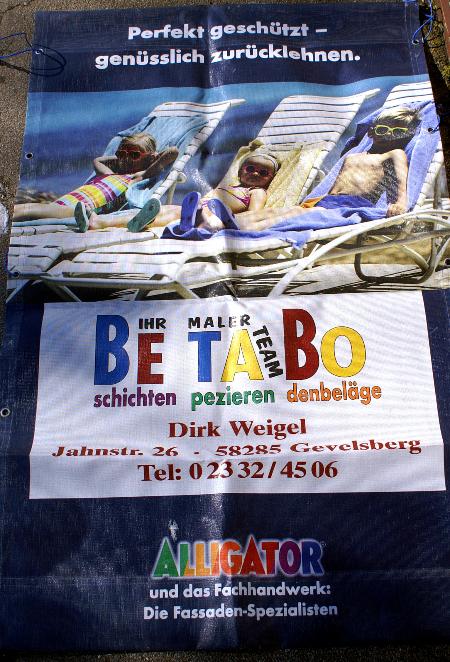 Perfekt geschützt –
genüsslich zurücklehnen.
IHR MALER TEAM
BE TA BO
schichten pezieren denbeläge
Dirk Weigel
Jahnstr. 26 - 58285 Gevelsberg
Tel: 0 23 32 / 45 06
ALLIGATOR®
und das Fachhandwerk:
Die Fassaden-Spezialisten